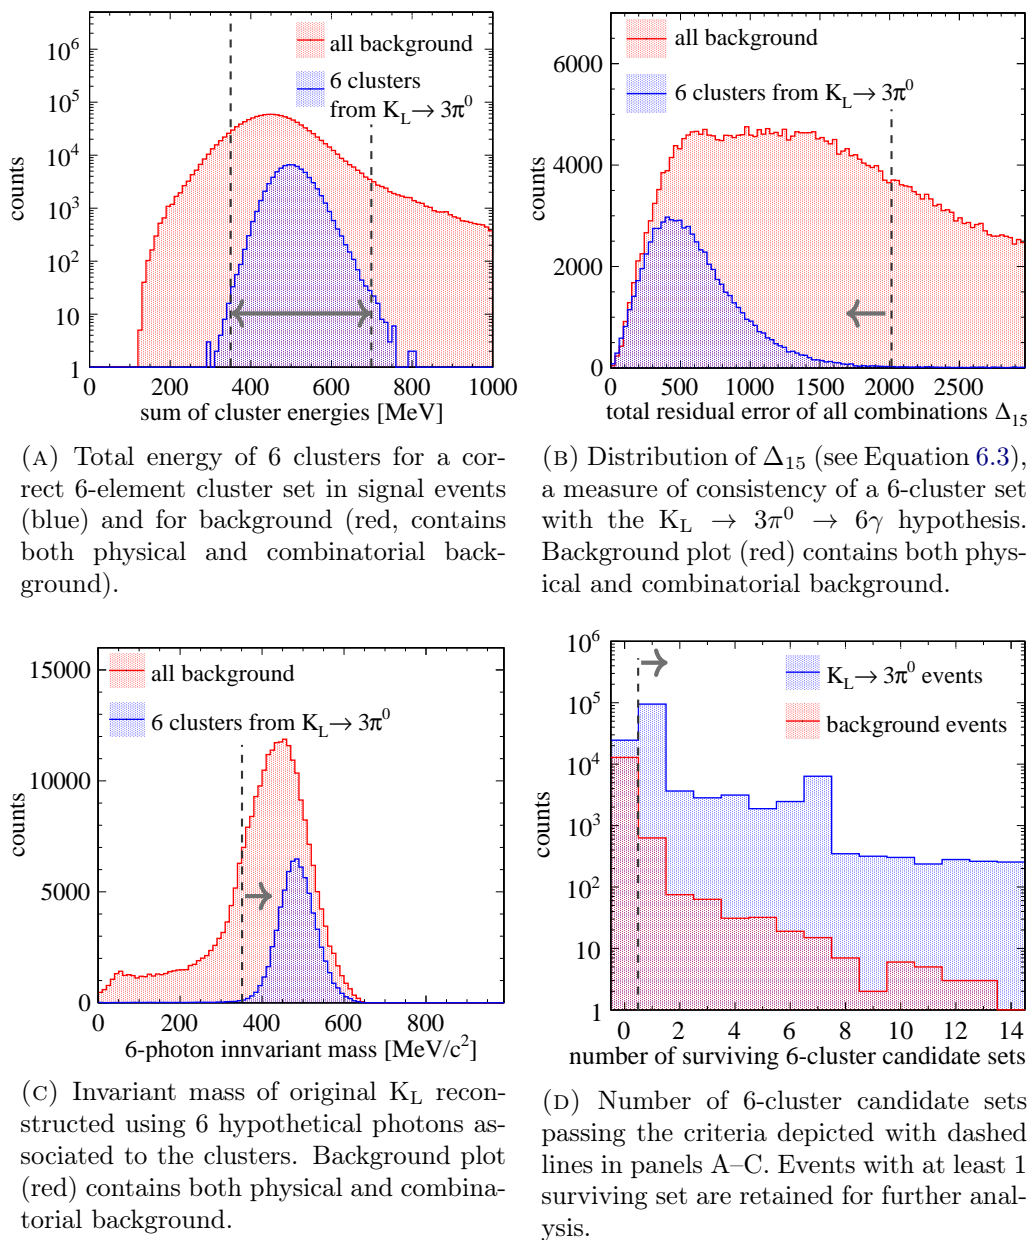 10^6
10^5
10^4
10^3
10^2
10
1
counts
all background
6 clusters
from K_L → 3π^0
0 200 400 600 800 1000
sum of cluster energies [MeV]
(A) Total energy of 6 clusters for a cor-
rect 6-element cluster set in signal events
(blue) and for background (red, contains
both physical and combinatorial back-
ground).
6000
4000
2000
0
counts
all background
6 clusters from K_L → 3π^0
0 500 1000 1500 2000 2500
total residual error of all combinations Δ_15
(B) Distribution of Δ_15 (see Equation 6.3),
a measure of consistency of a 6-cluster set
with the K_L → 3π^0 → 6γ hypothesis.
Background plot (red) contains both phys-
ical and combinatorial background.
15000
10000
5000
0
counts
all background
6 clusters from K_L → 3π^0
0 200 400 600 800
6-photon innvariant mass [MeV/c^2]
(C) Invariant mass of original K_L recon-
structed using 6 hypothetical photons as-
sociated to the clusters. Background plot
(red) contains both physical and combina-
torial background.
10^6
10^5
10^4
10^3
10^2
10
1
counts
K_L → 3π^0 events
background events
0 2 4 6 8 10 12 14
number of surviving 6-cluster candidate sets
(D) Number of 6-cluster candidate sets
passing the criteria depicted with dashed
lines in panels A–C. Events with at least 1
surviving set are retained for further anal-
ysis.